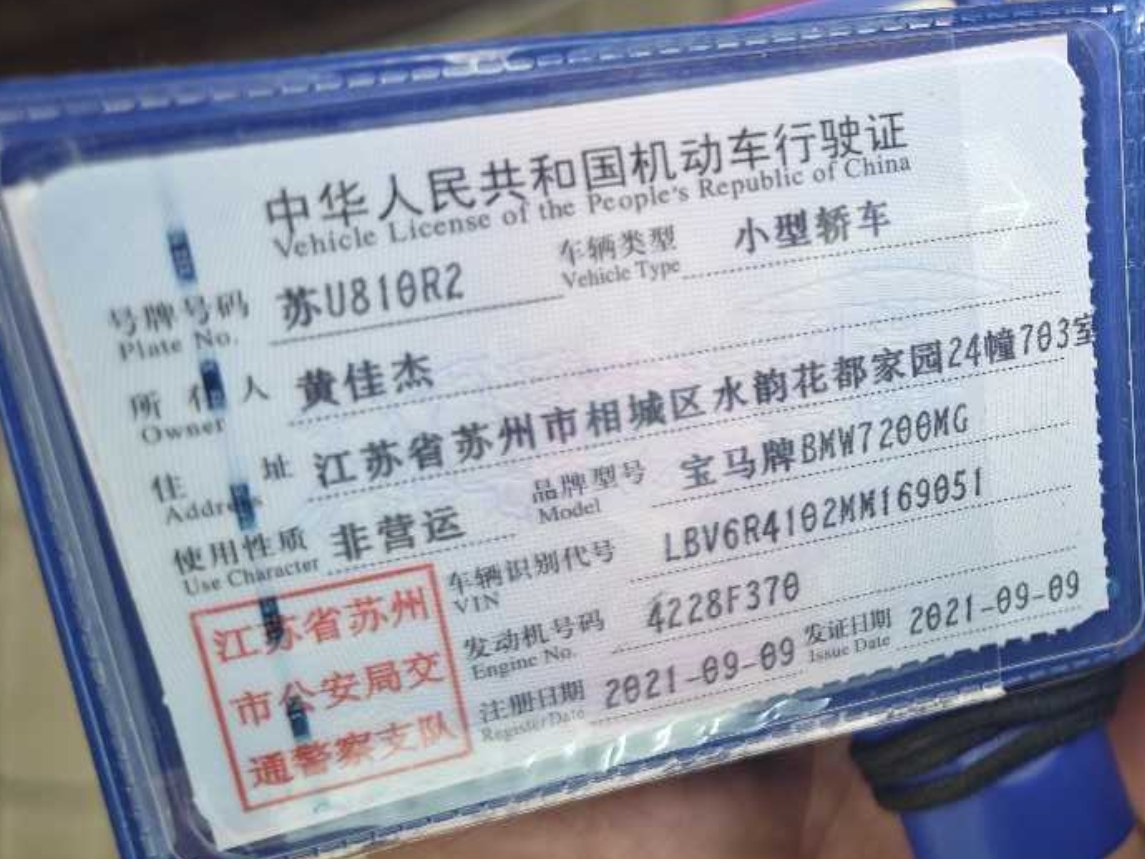 中华人民共和国机动车行驶证
Vehicle License of the People's Republic of China
号牌号码 苏U810R2 车辆类型 小型轿车
Plate No. Vehicle Type
所有人 黄佳杰
Owner
住址 江苏省苏州市相城区水韵花都家园24幢703室
Address
使用性质 非营运 品牌型号 宝马牌BMW7200MG
Use Character Model
车辆识别代号 LBV6R4102MM169051
VIN
发动机号码 4228F370
Engine No.
注册日期 2021-09-09 发证日期 2021-09-09
Register Date Issue Date
江苏省苏州
市公安局交
通警察支队